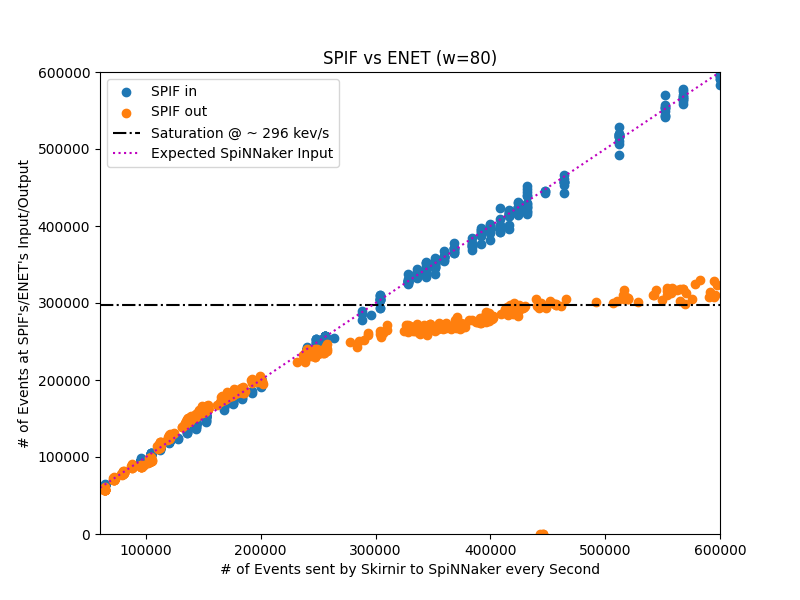 SPIF vs ENET (w=80)
SPIF in
SPIF out
Saturation @ ~ 296 kev/s
Expected SpiNNaker Input
# of Events at SPIF's/ENET's Input/Output
600000
500000
400000
300000
200000
100000
0
100000 200000 300000 400000 500000 600000
# of Events sent by Skirnir to SpiNNaker every Second